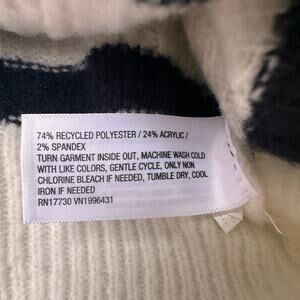 74% RECYCLED POLYESTER / 24% ACRYLIC /
2% SPANDEX
TURN GARMENT INSIDE OUT, MACHINE WASH COLD
WITH LIKE COLORS, GENTLE CYCLE, ONLY NON
CHLORINE BLEACH IF NEEDED, TUMBLE DRY, COOL
IRON IF NEEDED
RN17730 VN1996431